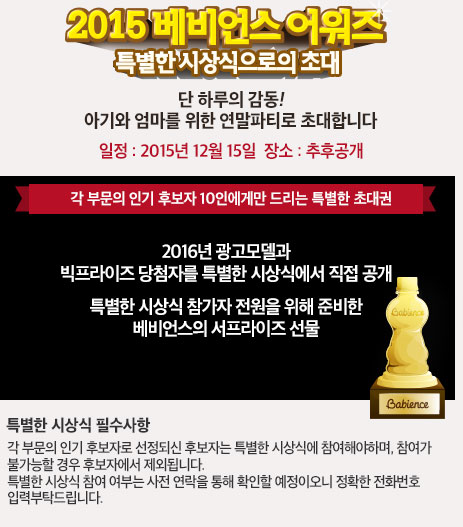 2015 베비언스 어워즈
특별한 시상식으로의 초대
단 하루의 감동!
아기와 엄마를 위한 연말파티로 초대합니다
일정 : 2015년 12월 15일 장소 : 추후공개
각 부문의 인기 후보자 10인에게만 드리는 특별한 초대권
2016년 광고모델과
빅프라이즈 당첨자를 특별한 시상식에서 직접 공개
특별한 시상식 참가자 전원을 위해 준비한
베비언스의 서프라이즈 선물
Babience
Babience
특별한 시상식 필수사항
각 부문의 인기 후보자로 선정되신 후보자는 특별한 시상식에 참여해야하며, 참여가
불가능할 경우 후보자에서 제외됩니다.
특별한 시상식 참여 여부는 사전 연락을 통해 확인할 예정이오니 정확한 전화번호
입력부탁드립니다.